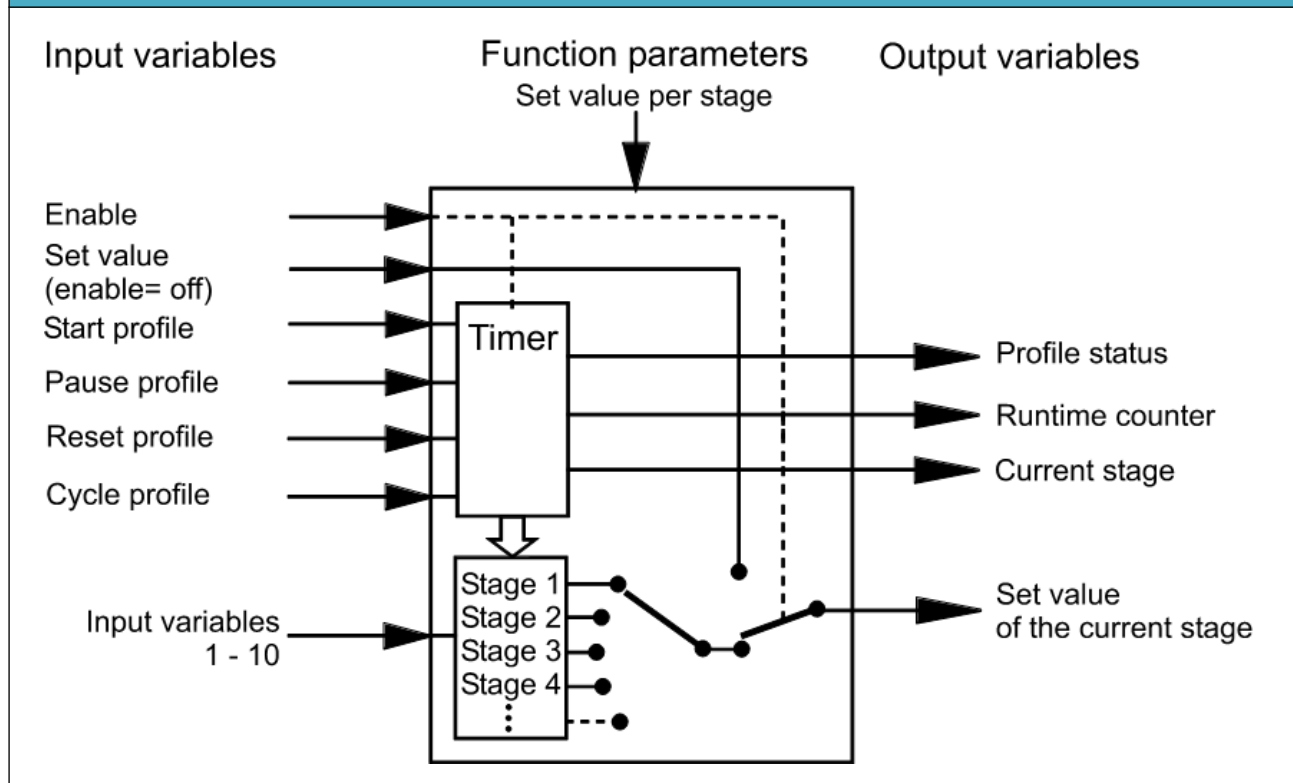 Input variables
Function parameters
Output variables
Set value per stage
Enable
Set value
(enable= off)
Start profile
Pause profile
Reset profile
Cycle profile
Input variables
1 - 10
Timer
Stage 1
Stage 2
Stage 3
Stage 4
Profile status
Runtime counter
Current stage
Set value
of the current stage